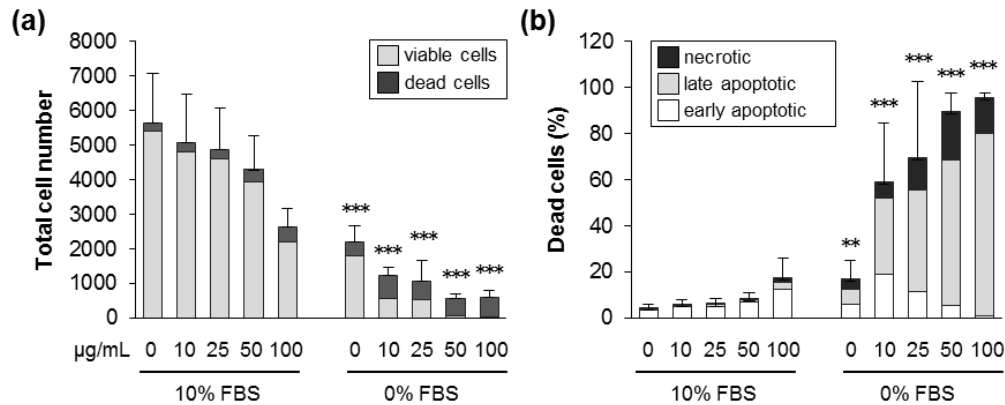 (a)
8000
7000
6000
5000
4000
3000
2000
1000
0
Total cell number
viable cells
dead cells
***
***
***
***
***
µg/mL 0 10 25 50 100 0 10 25 50 100
10% FBS 0% FBS
(b)
120
100
80
60
40
20
0
Dead cells (%)
necrotic
late apoptotic
early apoptotic
**
***
***
***
***
0 10 25 50 100 0 10 25 50 100
10% FBS 0% FBS